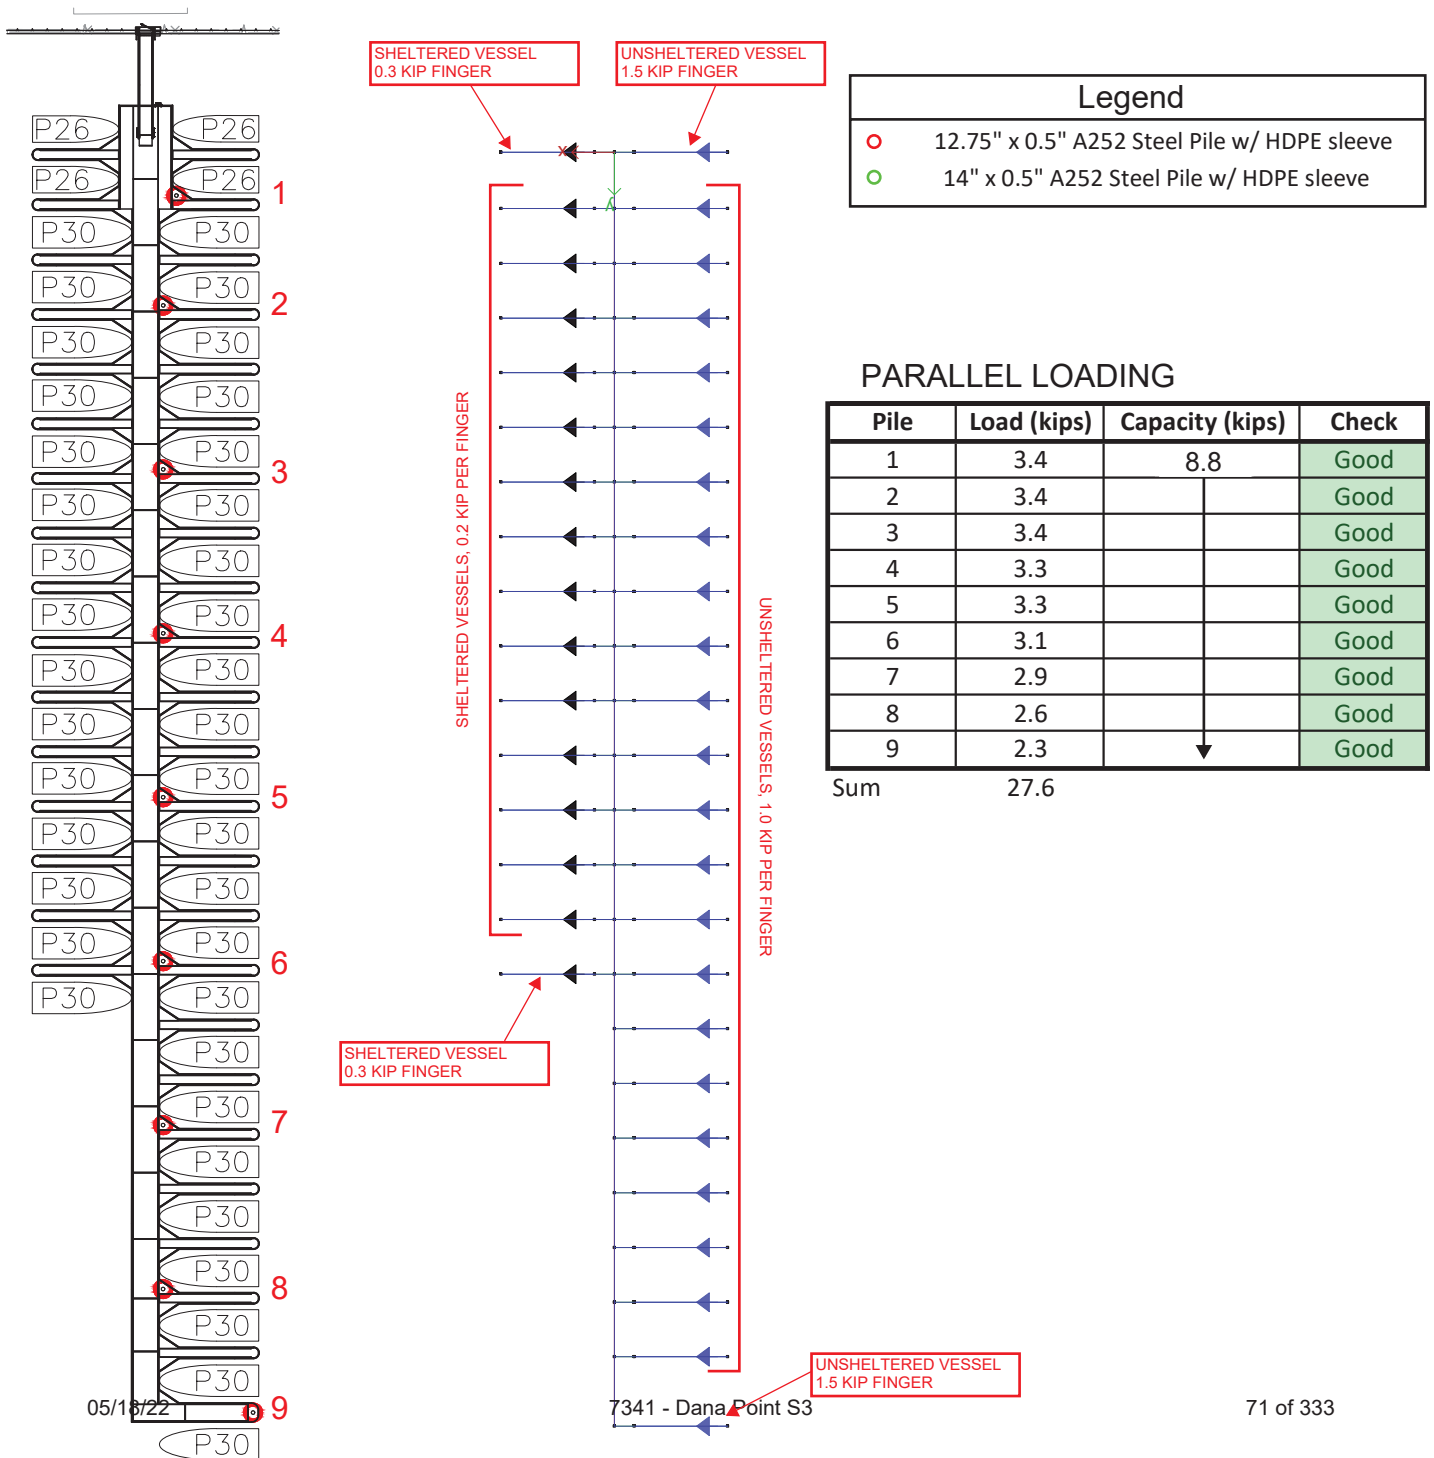 SHELTERED VESSEL
0.3 KIP FINGER
UNSHELTERED VESSEL
1.5 KIP FINGER
Legend
12.75" x 0.5" A252 Steel Pile w/ HDPE sleeve
14" x 0.5" A252 Steel Pile w/ HDPE sleeve
P26 P26
P26 P26 1
P30 P30
P30 P30 2
P30 P30
P30 P30
P30 P30 3
P30 P30
P30 P30
P30 P30 4
P30 P30
P30 P30
P30 P30 5
P30 P30
P30 P30
P30 P30 6
P30 P30
P30
P30 7
P30
P30
P30 8
P30
P30
9
P30
X
SHELTERED VESSELS, 0.2 KIP PER FINGER
UNSHELTERED VESSELS, 1.0 KIP PER FINGER
SHELTERED VESSEL
0.3 KIP FINGER
UNSHELTERED VESSEL
1.5 KIP FINGER
PARALLEL LOADING
Pile Load (kips) Capacity (kips) Check
1 3.4 8.8 Good
2 3.4 Good
3 3.4 Good
4 3.3 Good
5 3.3 Good
6 3.1 Good
7 2.9 Good
8 2.6 Good
9 2.3 Good
Sum 27.6
05/18/22 7341 - Dana Point S3 71 of 333